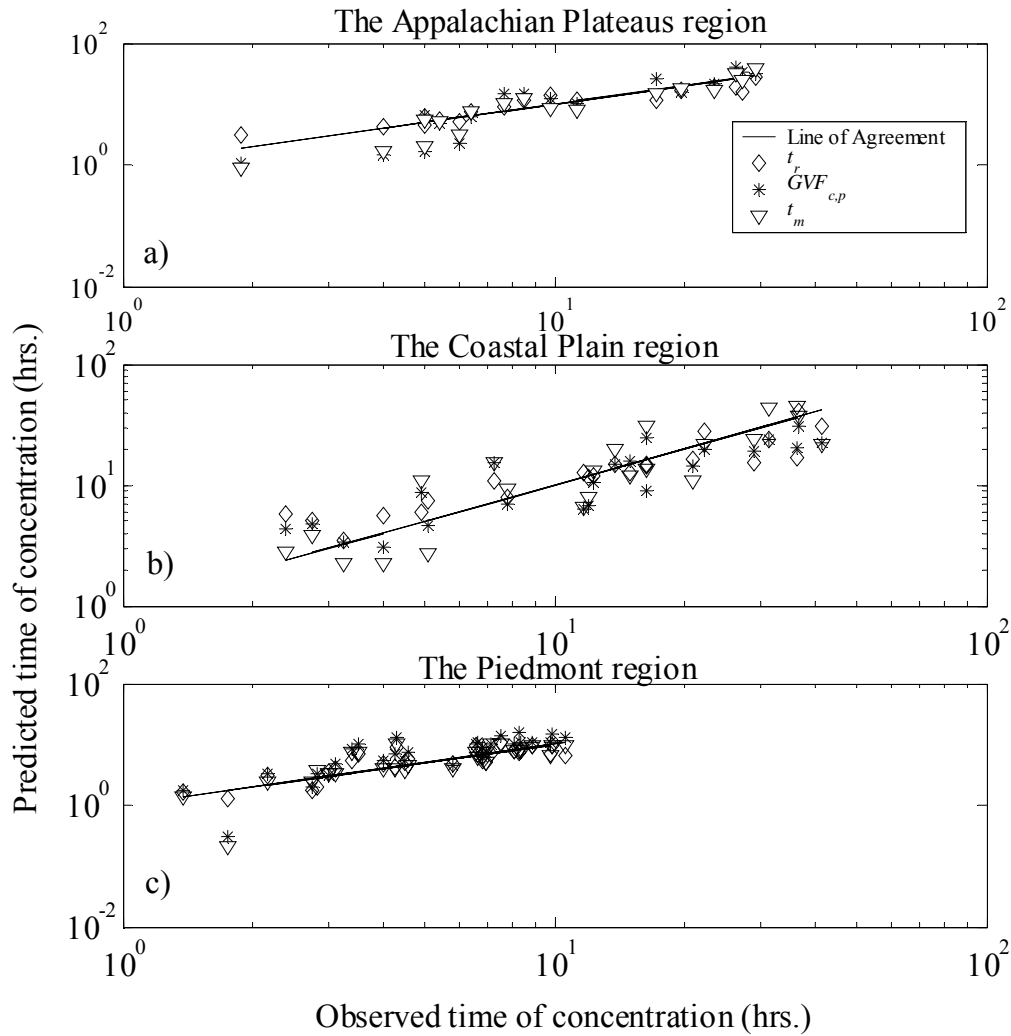 The Appalachian Plateaus region
10^2
10^0
10^-2
Line of Agreement
t_r
GVF_c,p
t_m
a)
10^0
10^1
10^2
The Coastal Plain region
10^2
10^1
10^0
b)
10^0
10^1
10^2
The Piedmont region
10^2
10^0
10^-2
c)
10^0
10^1
10^2
Predicted time of concentration (hrs.)
Observed time of concentration (hrs.)